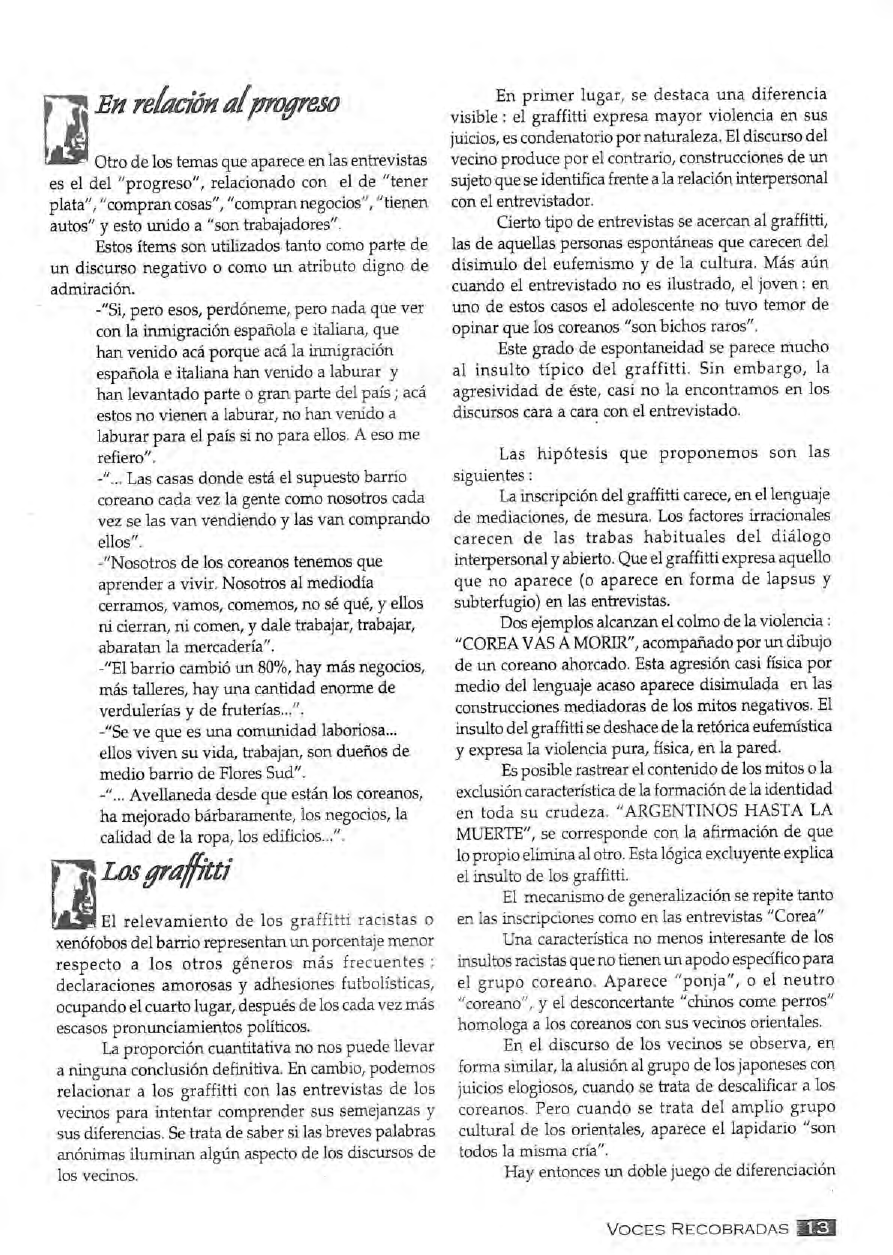 En relación al progreso
Otro de los temas que aparece en las entrevistas
es el del "progreso", relacionado con el de "tener
plata", "compran cosas", "compran negocios", "tienen
autos" y esto unido a "son trabajadores".
Estos ítems son utilizados tanto como parte de
un discurso negativo o como un atributo digno de
admiración.
-"Si, pero esos, perdóneme, pero nada que ver
con la inmigración española e italiana, que
han venido acá porque acá la inmigración
española e italiana han venido a laburar y
han levantado parte o gran parte del país ; acá
estos no vienen a laburar, no han venido a
laburar para el país si no para ellos. A eso me
refiero".
-"... Las casas donde está el supuesto barrio
coreano cada vez la gente como nosotros cada
vez se las van vendiendo y las van comprando
ellos".
-"Nosotros de los coreanos tenemos que
aprender a vivir. Nosotros al mediodía
cerramos, vamos, comemos, no sé qué, y ellos
ni cierran, ni comen, y dale trabajar, trabajar,
abaratan la mercadería".
-"El barrio cambió un 80%, hay más negocios,
más talleres, hay una cantidad enorme de
verdulerías y de fruterías...".
-"Se ve que es una comunidad laboriosa...
ellos viven su vida, trabajan, son dueños de
medio barrio de Flores Sud".
-"... Avellaneda desde que están los coreanos,
ha mejorado bárbaramente, los negocios, la
calidad de la ropa, los edificios...".
Los graffitti
El relevamiento de los graffitti racistas o
xenófobos del barrio representan un porcentaje menor
respecto a los otros géneros más frecuentes :
declaraciones amorosas y adhesiones futbolísticas,
ocupando el cuarto lugar, después de los cada vez más
escasos pronunciamientos políticos.
La proporción cuantitativa no nos puede llevar
a ninguna conclusión definitiva. En cambio, podemos
relacionar a los graffitti con las entrevistas de los
vecinos para intentar comprender sus semejanzas y
sus diferencias. Se trata de saber si las breves palabras
anónimas iluminan algún aspecto de los discursos de
los vecinos.
En primer lugar, se destaca una diferencia
visible : el graffitti expresa mayor violencia en sus
juicios, es condenatorio por naturaleza. El discurso del
vecino produce por el contrario, construcciones de un
sujeto que se identifica frente a la relación interpersonal
con el entrevistador.
Cierto tipo de entrevistas se acercan al graffitti,
las de aquellas personas espontáneas que carecen del
disimulo del eufemismo y de la cultura. Más aún
cuando el entrevistado no es ilustrado, el joven : en
uno de estos casos el adolescente no tuvo temor de
opinar que los coreanos "son bichos raros".
Este grado de espontaneidad se parece mucho
al insulto típico del graffitti. Sin embargo, la
agresividad de éste, casi no la encontramos en los
discursos cara a cara con el entrevistado.
Las hipótesis que proponemos son las
siguientes :
La inscripción del graffitti carece, en el lenguaje
de mediaciones, de mesura. Los factores irracionales
carecen de las trabas habituales del diálogo
interpersonal y abierto. Que el graffitti expresa aquello
que no aparece (o aparece en forma de lapsus y
subterfugio) en las entrevistas.
Dos ejemplos alcanzan el colmo de la violencia :
"COREA VAS A MORIR", acompañado por un dibujo
de un coreano ahorcado. Esta agresión casi física por
medio del lenguaje acaso aparece disimulada en las
construcciones mediadoras de los mitos negativos. El
insulto del graffitti se deshace de la retórica eufemística
y expresa la violencia pura, física, en la pared.
Es posible rastrear el contenido de los mitos o la
exclusión característica de la formación de la identidad
en toda su crudeza. "ARGENTINOS HASTA LA
MUERTE", se corresponde con la afirmación de que
lo propio elimina al otro. Esta lógica excluyente explica
el insulto de los graffitti.
El mecanismo de generalización se repite tanto
en las inscripciones como en las entrevistas "Corea"
Una característica no menos interesante de los
insultos racistas que no tienen un apodo específico para
el grupo coreano. Aparece "ponja", o el neutro
"coreano", y el desconcertante "chinos come perros"
homologa a los coreanos con sus vecinos orientales.
En el discurso de los vecinos se observa, en
forma similar, la alusión al grupo de los japoneses con
juicios elogiosos, cuando se trata de descalificar a los
coreanos. Pero cuando se trata del amplio grupo
cultural de los orientales, aparece el lapidario "son
todos la misma cría".
Hay entonces un doble juego de diferenciación
VOCES RECOBRADAS 13